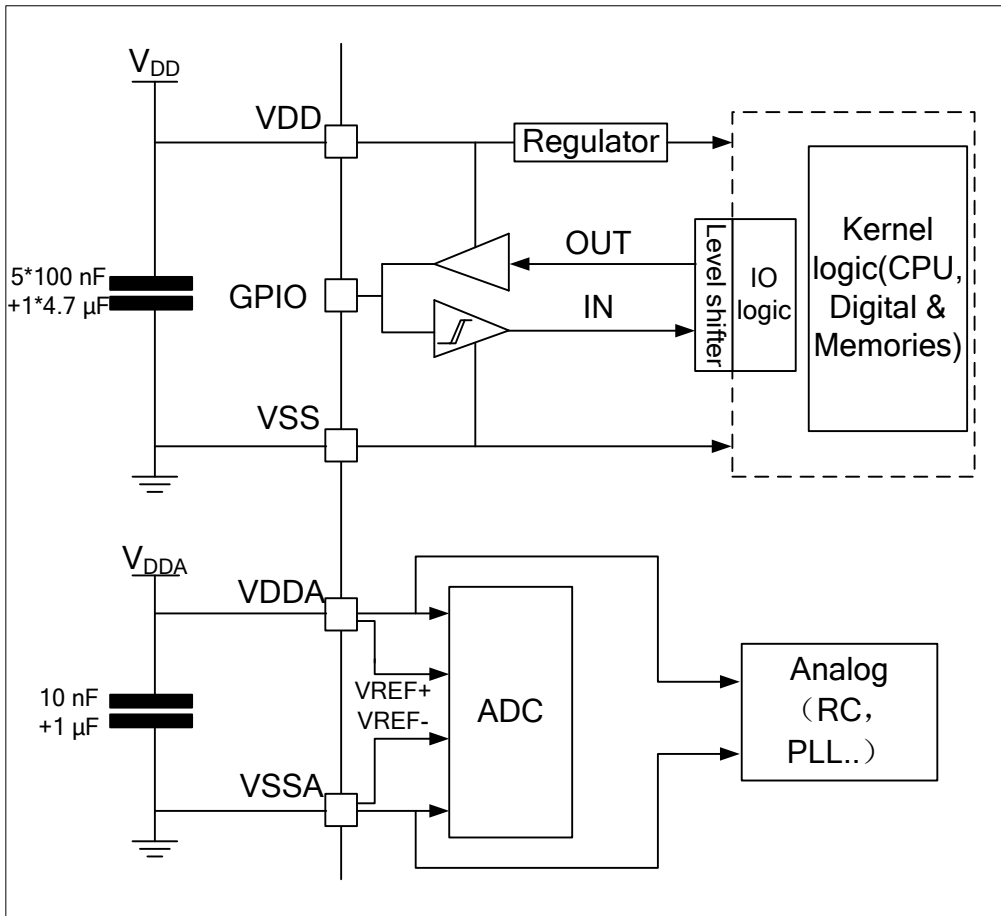 VDD
VDD
Regulator
5*100 nF
+1*4.7 µF
GPIO
OUT
IN
Level shifter
IO
logic
Kernel
logic(CPU,
Digital &
Memories)
VSS
VDDA
VDDA
10 nF
+1 µF
VREF+
VREF-
ADC
Analog
（RC，
PLL..）
VSSA